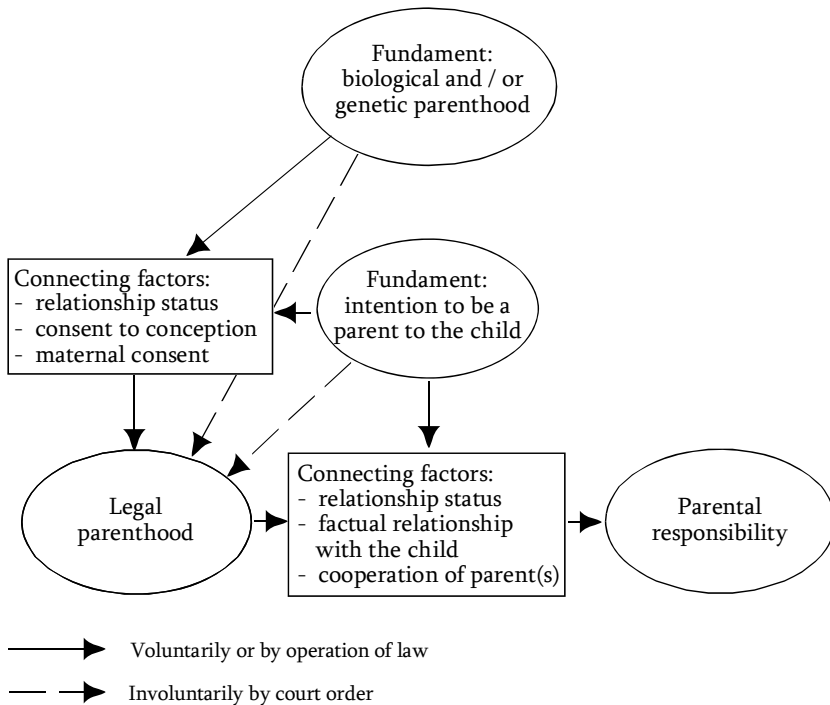 Fundament:
biological and / or
genetic parenthood
Connecting factors:
- relationship status
- consent to conception
- maternal consent
Fundament:
intention to be a
parent to the child
Legal
parenthood
Connecting factors:
- relationship status
- factual relationship
with the child
- cooperation of parent(s)
Parental
responsibility
Voluntarily or by operation of law
Involuntarily by court order